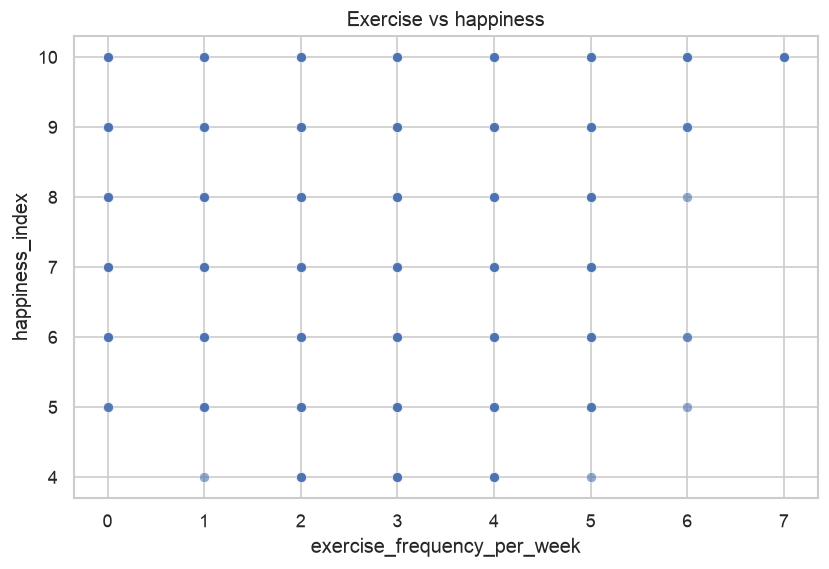 Exercise vs happiness
10
9
8
7
6
5
4
happiness_index
0 1 2 3 4 5 6 7
exercise_frequency_per_week